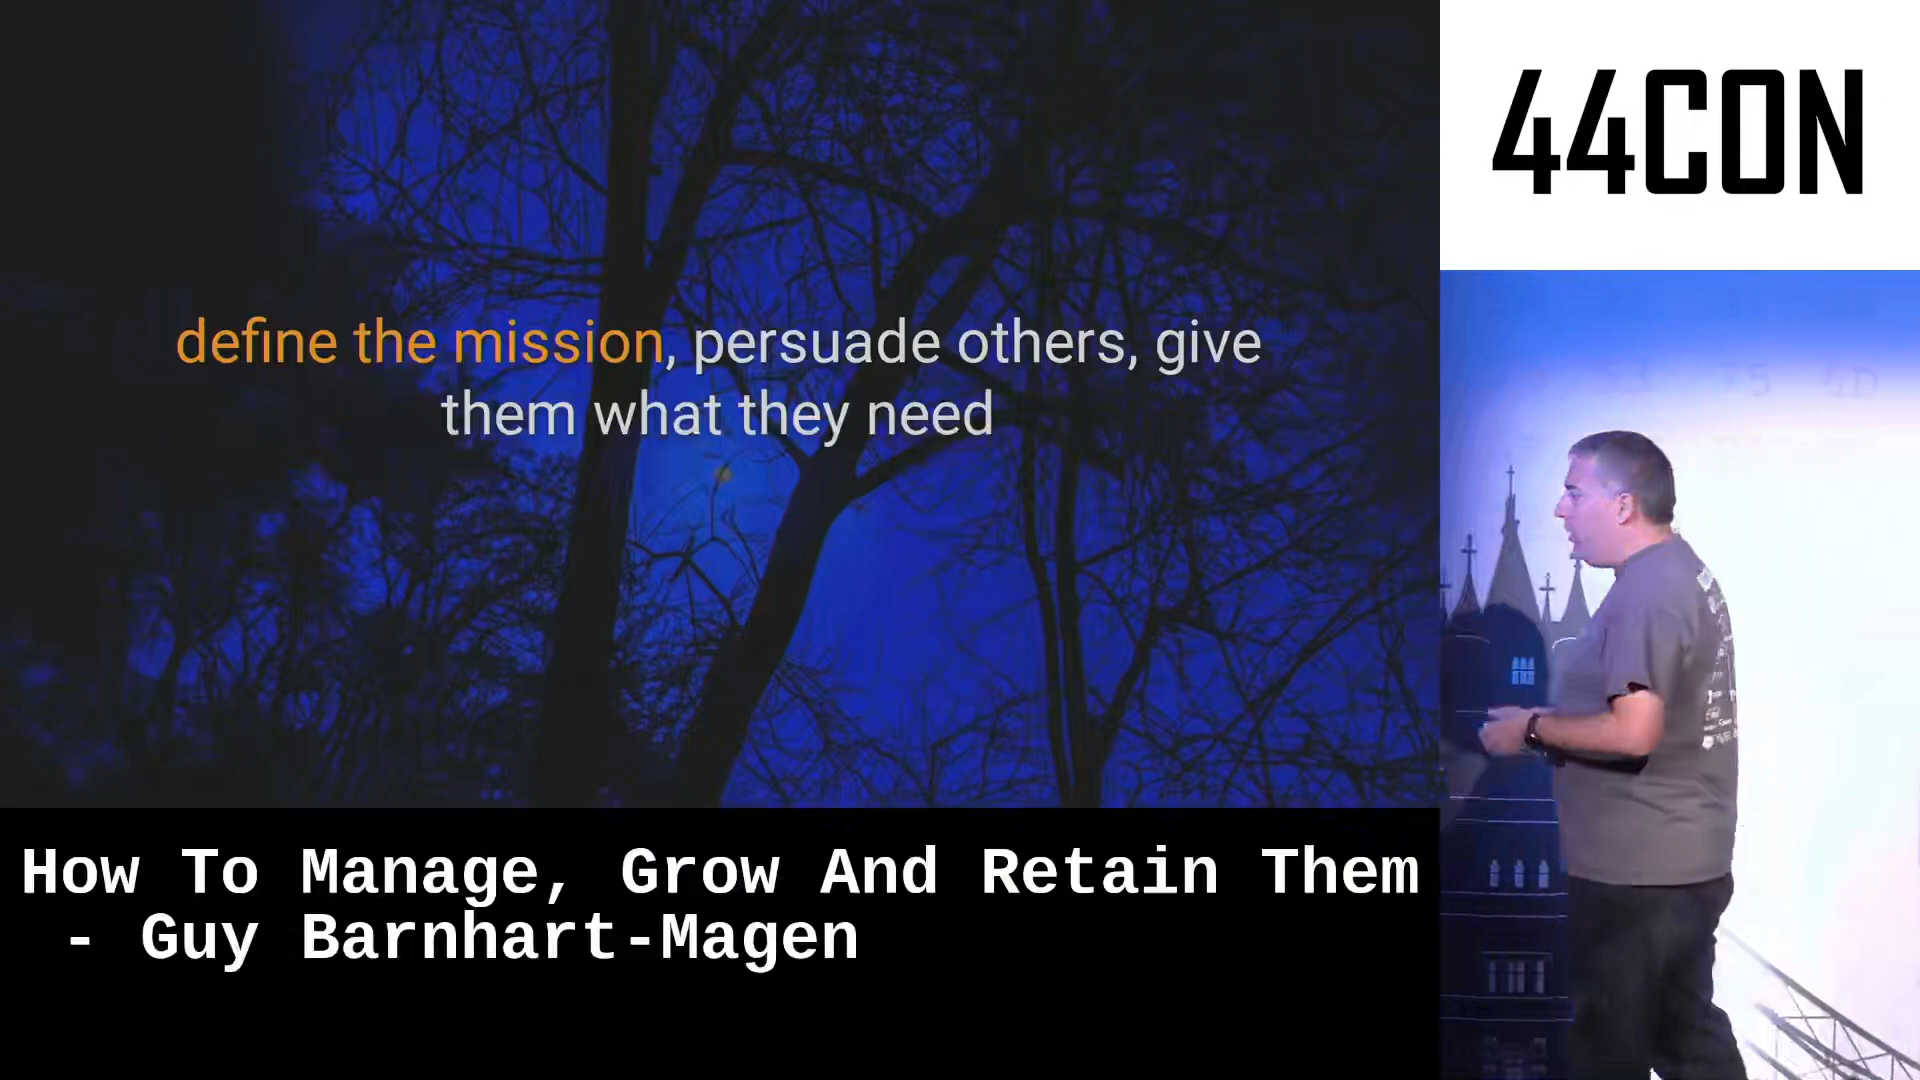 define the mission, persuade others, give
them what they need
44CON
How To Manage, Grow And Retain Them
- Guy Barnhart-Magen